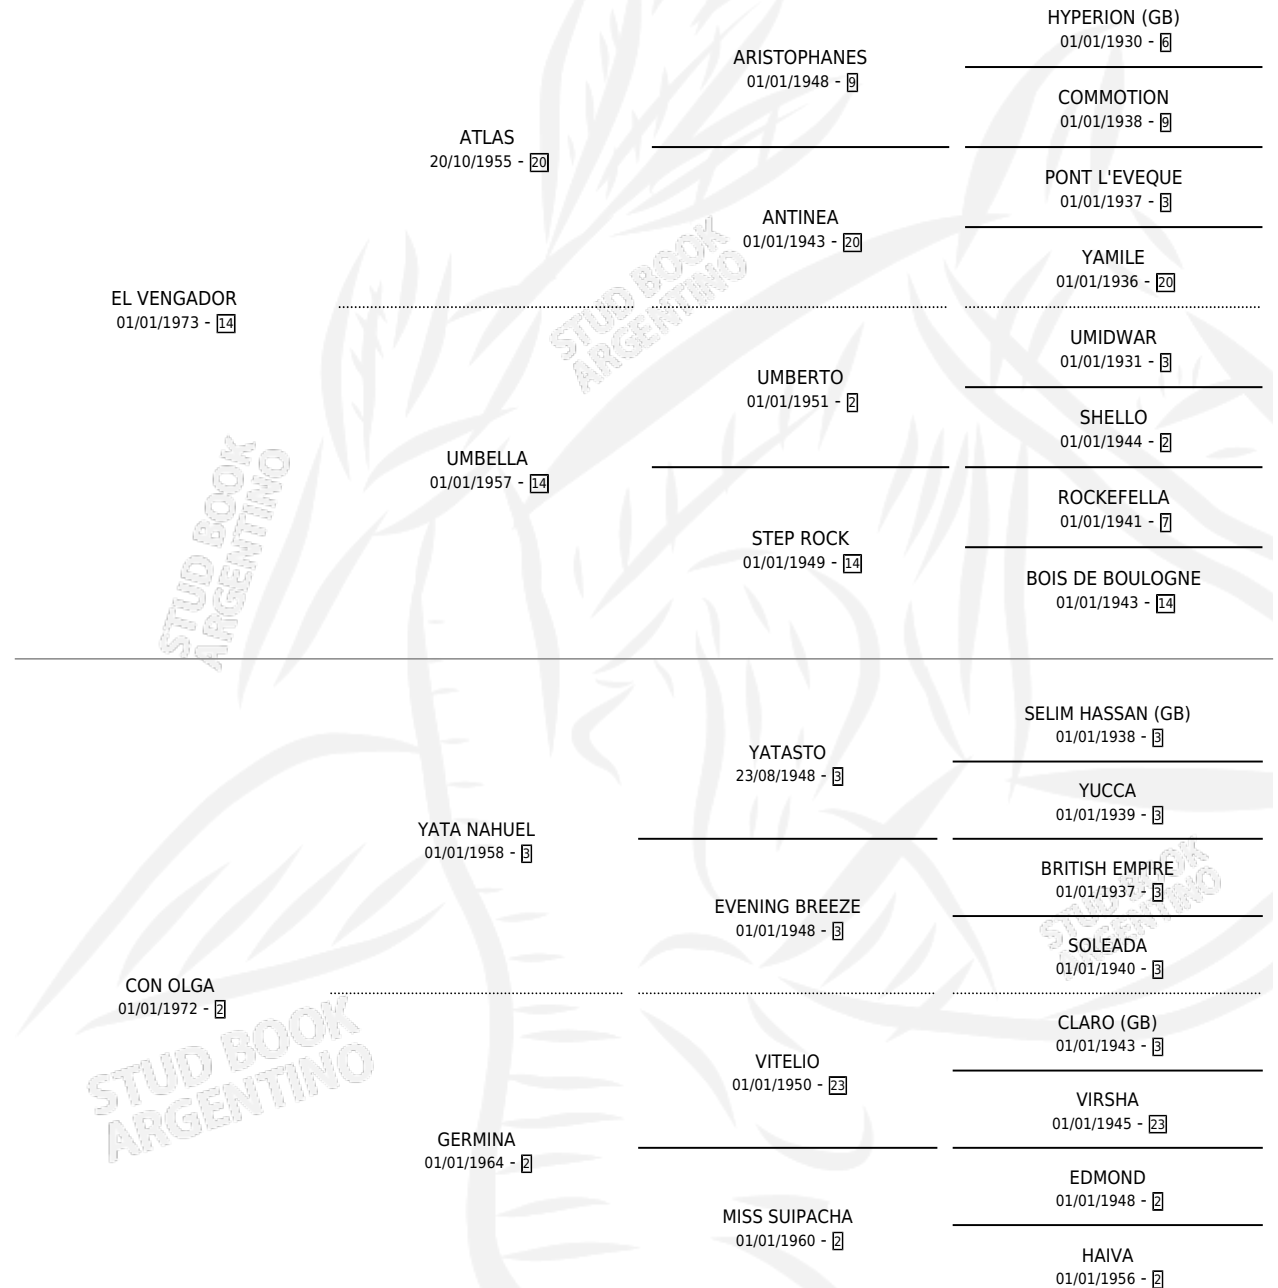 HYPERION (GB)
01/01/1930 - 6
ARISTOPHANES
01/01/1948 - 9
COMMOTION
01/01/1938 - 9
ATLAS
20/10/1955 - 20
PONT L'EVEQUE
01/01/1937 - 3
ANTINEA
01/01/1943 - 20
YAMILE
01/01/1936 - 20
EL VENGADOR
01/01/1973 - 14
UMIDWAR
01/01/1931 - 3
UMBERTO
01/01/1951 - 2
SHELLO
01/01/1944 - 2
UMBELLA
01/01/1957 - 14
ROCKEFELLA
01/01/1941 - 7
STEP ROCK
01/01/1949 - 14
BOIS DE BOULOGNE
01/01/1943 - 14
STUD BOOK
ARGENTINO
STUD BOOK
ARGENTINO
SELIM HASSAN (GB)
01/01/1938 - 3
YATASTO
23/08/1948 - 3
YUCCA
01/01/1939 - 3
YATA NAHUEL
01/01/1958 - 3
BRITISH EMPIRE
01/01/1937 - 3
EVENING BREEZE
01/01/1948 - 3
SOLEADA
01/01/1940 - 3
CON OLGA
01/01/1972 - 2
CLARO (GB)
01/01/1943 - 3
VITELIO
01/01/1950 - 23
VIRSHA
01/01/1945 - 23
GERMINA
01/01/1964 - 2
EDMOND
01/01/1948 - 2
MISS SUIPACHA
01/01/1960 - 2
HAIVA
01/01/1956 - 2
STUD BOOK
ARGENTINO
STUD BOOK
ARGENTINO